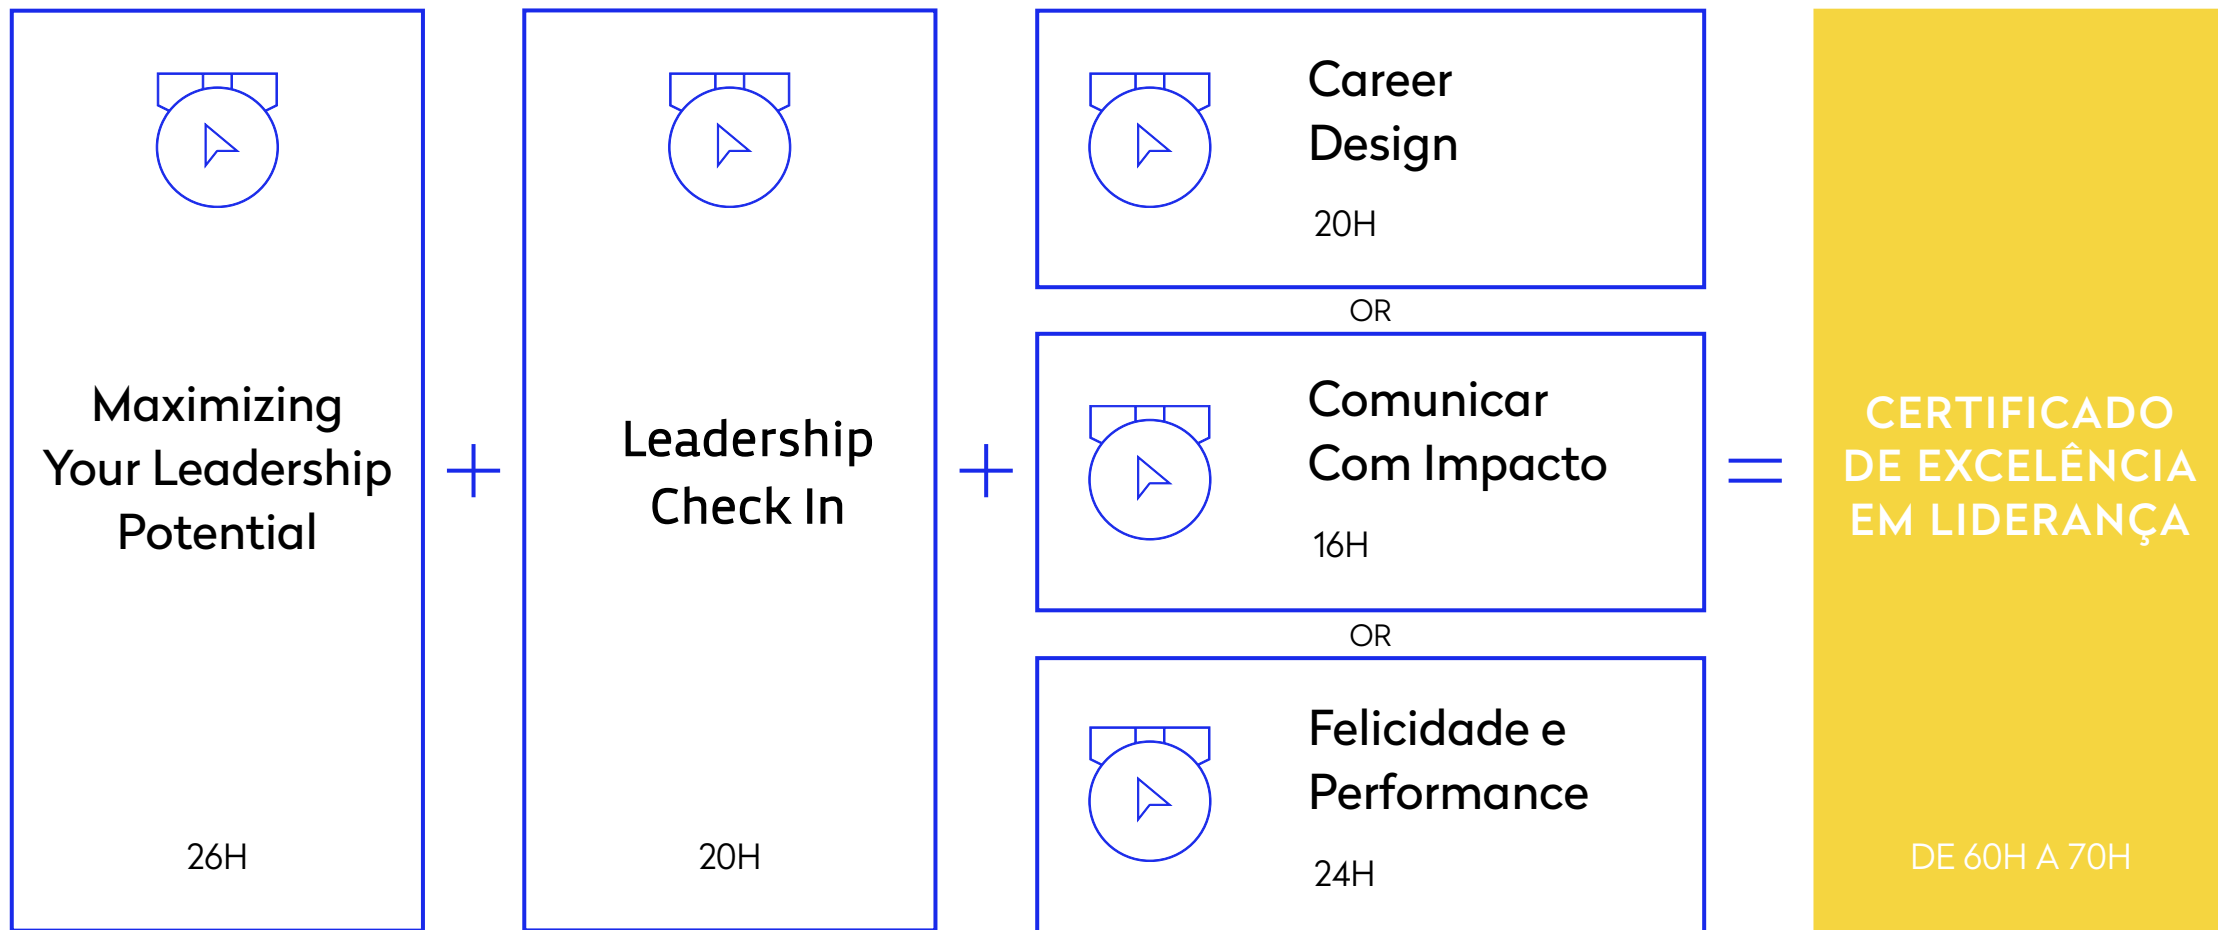 Maximizing
Your Leadership
Potential
26H
Leadership
Check In
20H
Career
Design
20H
OR
Comunicar
Com Impacto
16H
OR
Felicidade e
Performance
24H
CERTIFICADO
DE EXCELÊNCIA
EM LIDERANÇA
DE 60H A 70H